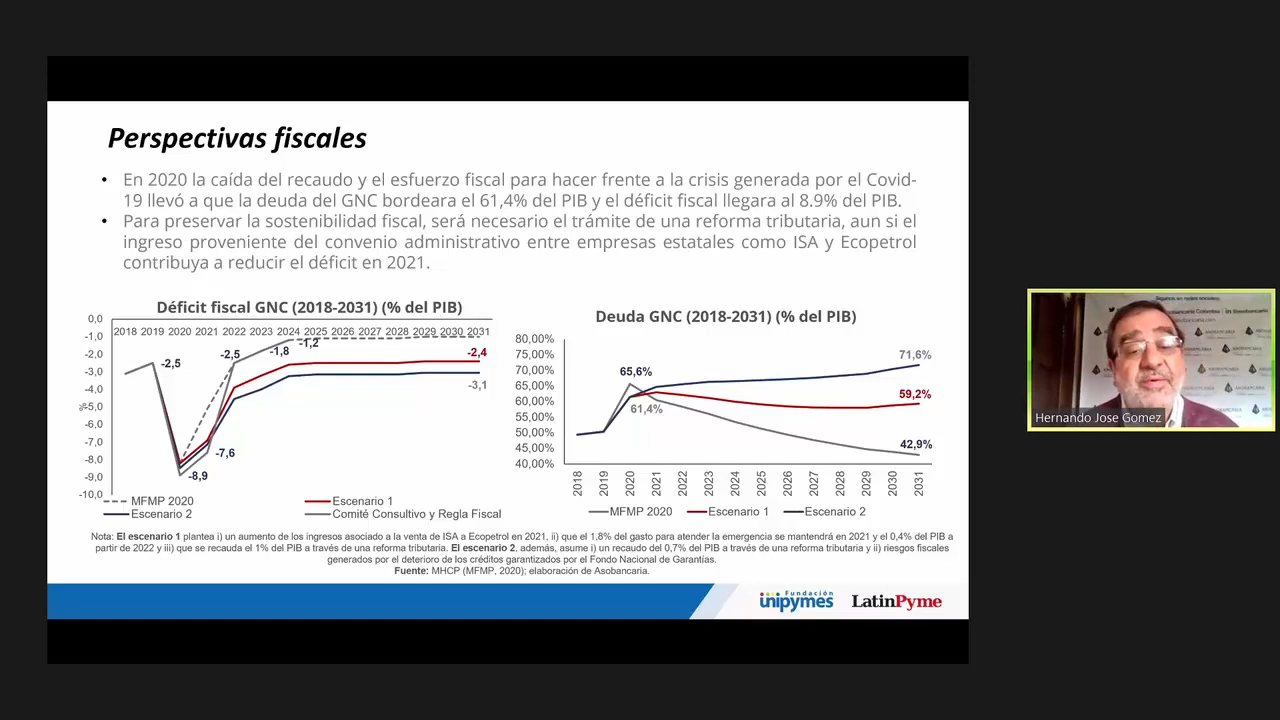 Perspectivas fiscales
• En 2020 la caída del recaudo y el esfuerzo fiscal para hacer frente a la crisis generada por el Covid-
19 llevó a que la deuda del GNC bordeara el 61,4% del PIB y el déficit fiscal llegara al 8.9% del PIB.
• Para preservar la sostenibilidad fiscal, será necesario el trámite de una reforma tributaria, aun si el
ingreso proveniente del convenio administrativo entre empresas estatales como ISA y Ecopetrol
contribuya a reducir el déficit en 2021.
Déficit fiscal GNC (2018-2031) (% del PIB)
0,0
-1,0
-2,0
-3,0
-4,0
-5,0
-6,0
-7,0
-8,0
-9,0
-10,0
%
2018 2019 2020 2021 2022 2023 2024 2025 2026 2027 2028 2029 2030 2031
-2,5
-8,9
-7,6
-2,5
-1,8
-1,2
-2,4
-3,1
MFMP 2020
Escenario 1
Escenario 2
Comité Consultivo y Regla Fiscal
Deuda GNC (2018-2031) (% del PIB)
80,00%
75,00%
70,00%
65,00%
60,00%
55,00%
50,00%
45,00%
40,00%
65,6%
61,4%
71,6%
59,2%
42,9%
2018 2019 2020 2021 2022 2023 2024 2025 2026 2027 2028 2029 2030 2031
MFMP 2020
Escenario 1
Escenario 2
Nota: El escenario 1 plantea i) un aumento de los ingresos asociado a la venta de ISA a Ecopetrol en 2021, ii) que el 1.8% del gasto para atender la emergencia se mantendrá en 2021 y el 0,4% del PIB a
partir de 2022 y iii) que se recauda el 1% del PIB a través de una reforma tributaria. El escenario 2, además, asume i) un recaudo del 0,7% del PIB a través de una reforma tributaria y ii) riesgos fiscales
generados por el deterioro de los créditos garantizados por el Fondo Nacional de Garantías.
Fuente: MHCP (MFMP, 2020); elaboración de Asobancaria.
Fundación
unipymes
LatinPyme
Hernando Jose Gomez